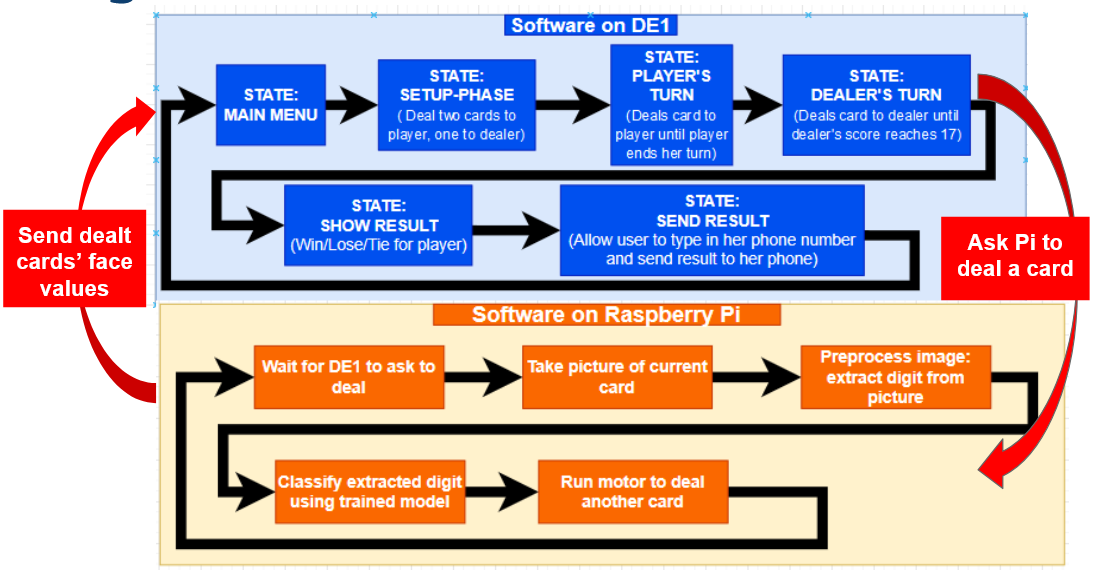 Software on DE1
STATE:
MAIN MENU
STATE:
SETUP-PHASE
( Deal two cards to
player, one to dealer)
STATE:
PLAYER'S
TURN
(Deals card to
player until player
ends her turn)
STATE:
DEALER'S TURN
(Deals card to dealer until
dealer's score reaches 17)
STATE:
SHOW RESULT
(Win/Lose/Tie for player)
STATE:
SEND RESULT
(Allow user to type in her phone number
and send result to her phone)
Send dealt
cards' face
values
Ask Pi to
deal a card
Software on Raspberry Pi
Wait for DE1 to ask to
deal
Take picture of current
card
Preprocess image:
extract digit from
picture
Classify extracted digit
using trained model
Run motor to deal
another card